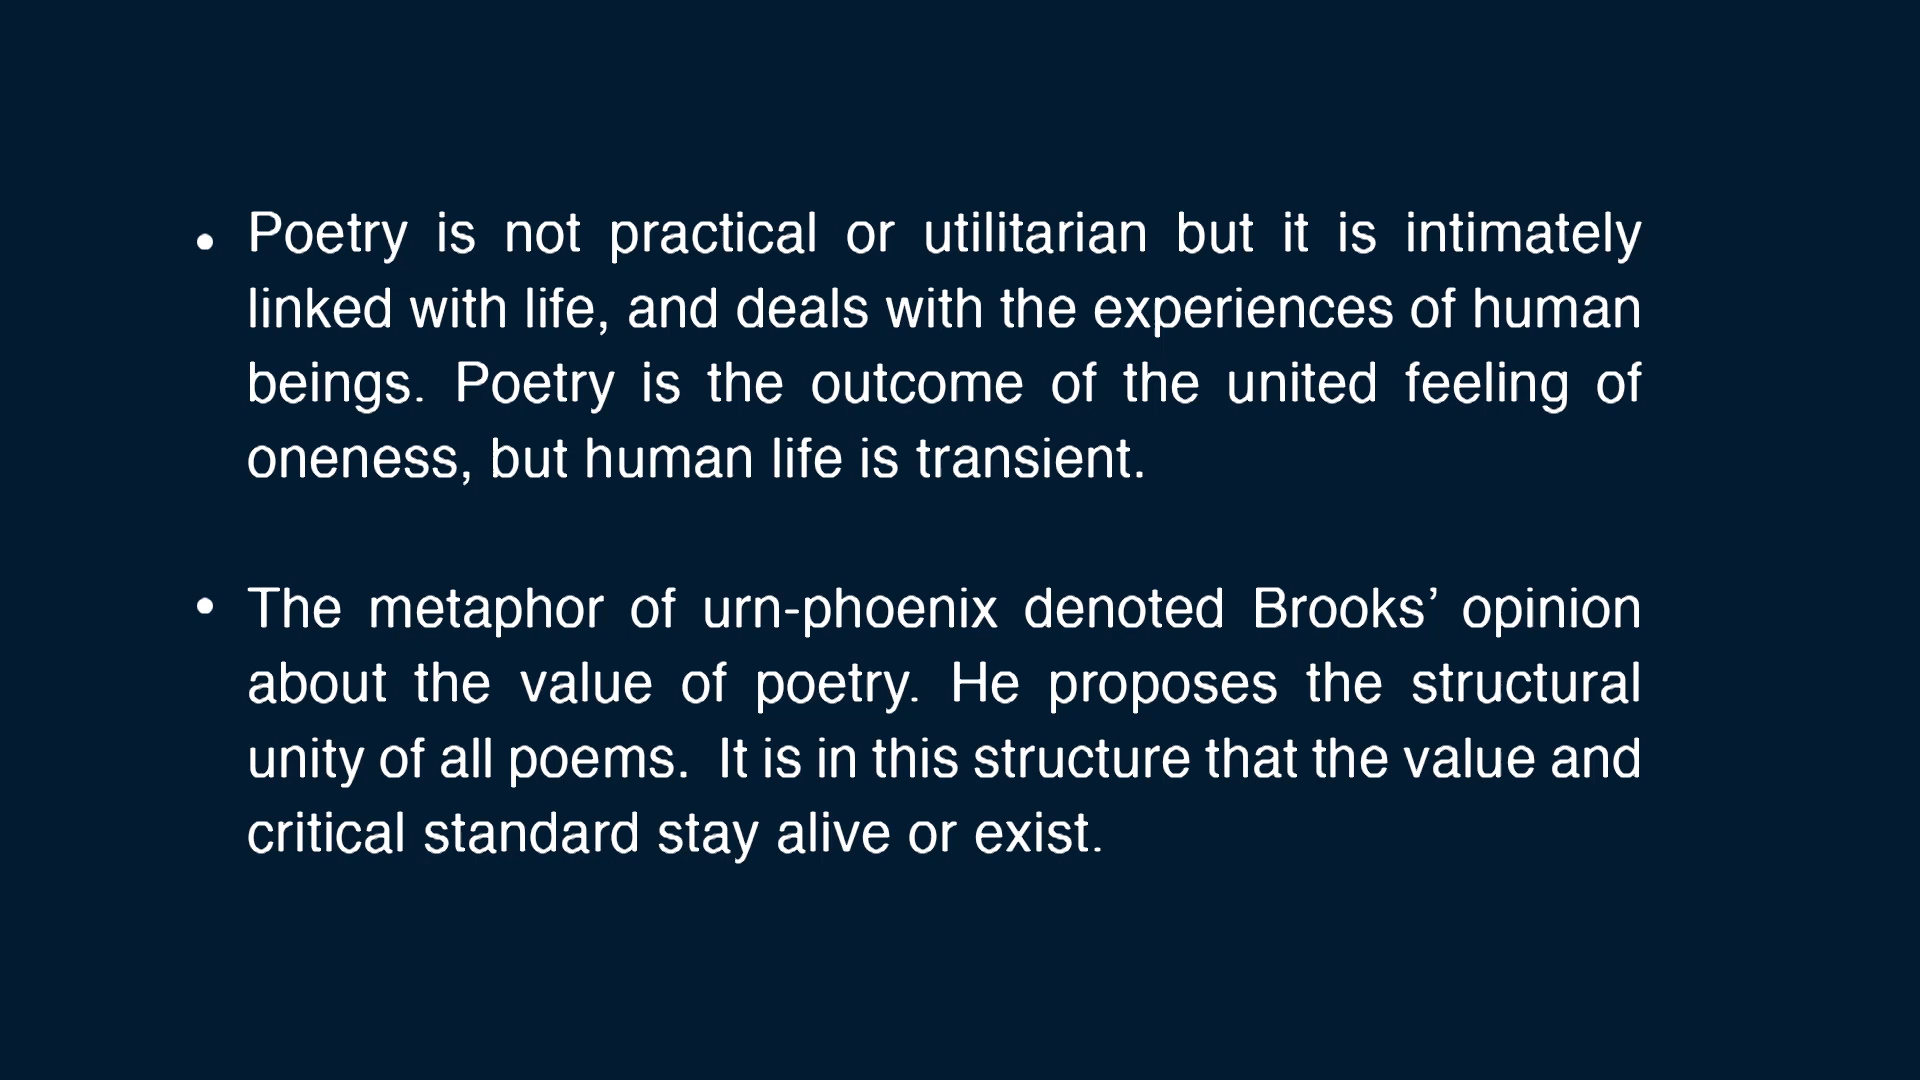 • Poetry is not practical or utilitarian but it is intimately
linked with life, and deals with the experiences of human
beings. Poetry is the outcome of the united feeling of
oneness, but human life is transient.
• The metaphor of urn-phoenix denoted Brooks’ opinion
about the value of poetry. He proposes the structural
unity of all poems.  It is in this structure that the value and
critical standard stay alive or exist.